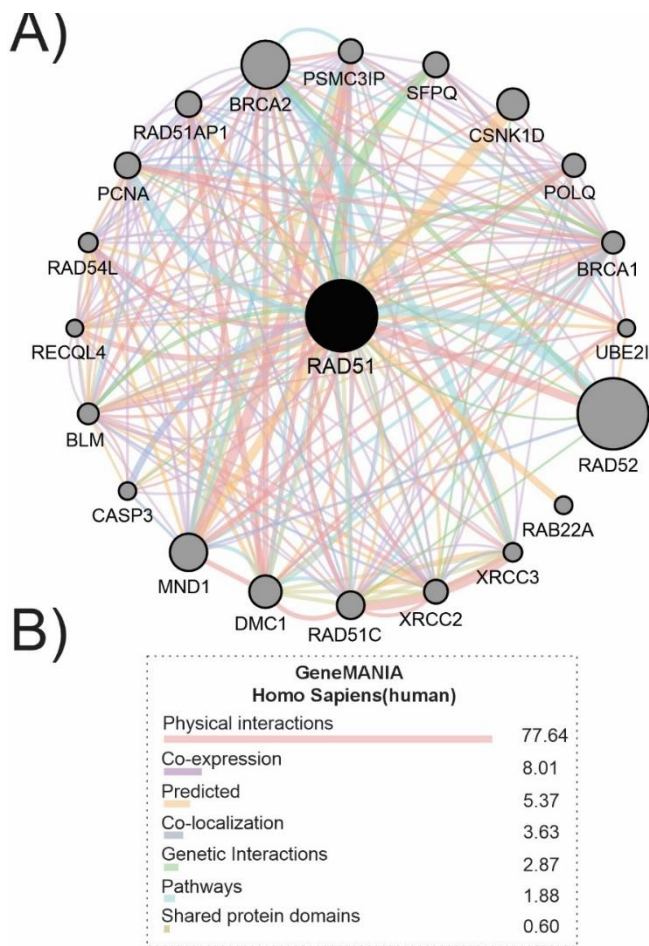 A)
PSMC3IP
SFPQ
BRCA2
CSNK1D
RAD51AP1
POLQ
PCNA
BRCA1
RAD54L
UBE2I
RECQL4
RAD51
BLM
RAD52
CASP3
RAB22A
MND1
XRCC3
DMC1
RAD51C
XRCC2
B)
GeneMANIA
Homo Sapiens(human)
Physical interactions 77.64
Co-expression 8.01
Predicted 5.37
Co-localization 3.63
Genetic Interactions 2.87
Pathways 1.88
Shared protein domains 0.60